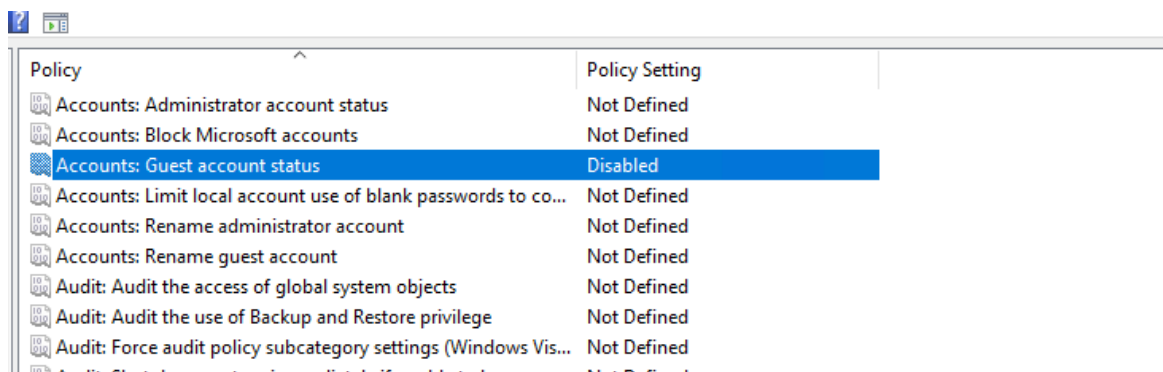 Policy Policy Setting
Accounts: Administrator account status Not Defined
Accounts: Block Microsoft accounts Not Defined
Accounts: Guest account status Disabled
Accounts: Limit local account use of blank passwords to co... Not Defined
Accounts: Rename administrator account Not Defined
Accounts: Rename guest account Not Defined
Audit: Audit the access of global system objects Not Defined
Audit: Audit the use of Backup and Restore privilege Not Defined
Audit: Force audit policy subcategory settings (Windows Vis... Not Defined